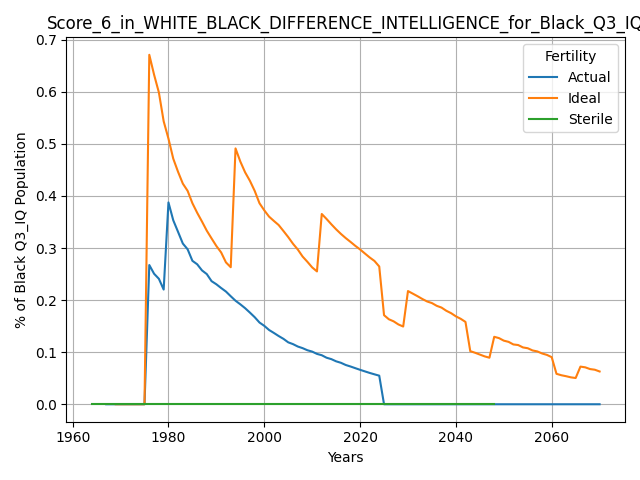 Score_6_in_WHITE_BLACK_DIFFERENCE_INTELLIGENCE_for_Black_Q3_IQ
0.7
0.6
0.5
0.4
0.3
0.2
0.1
0.0
% of Black Q3_IQ Population
Fertility
Actual
Ideal
Sterile
1960 1980 2000 2020 2040 2060
Years